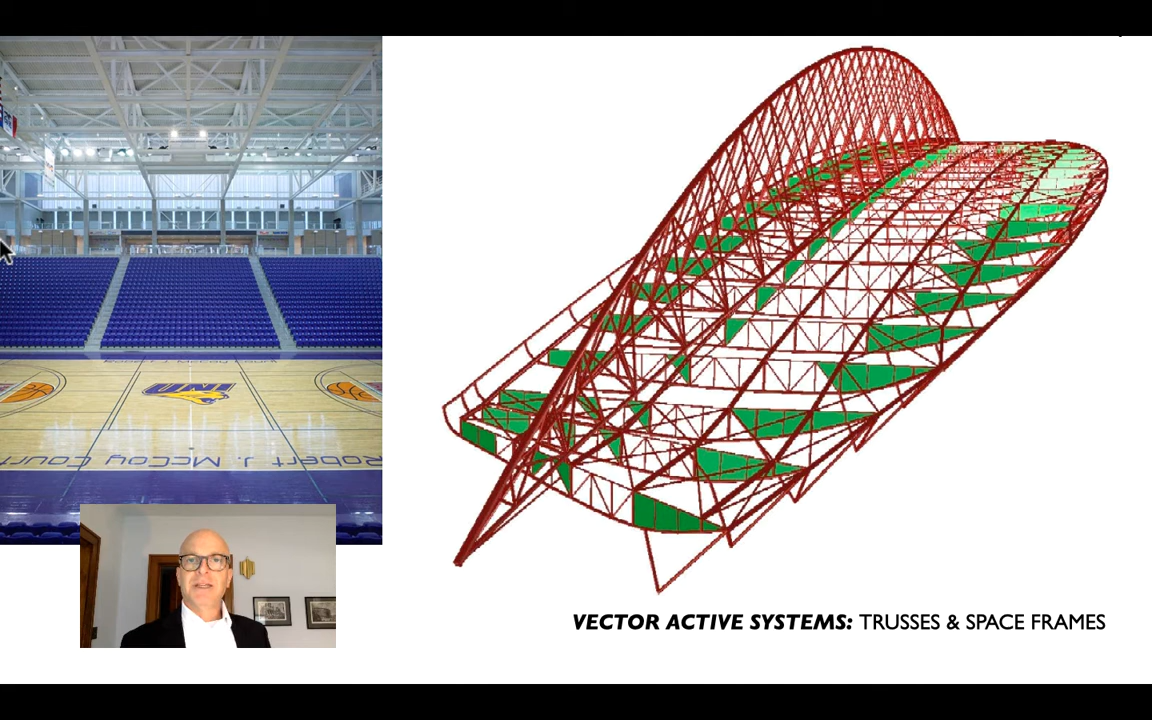 UNI
Robert J. McCoy Court
VECTOR ACTIVE SYSTEMS: TRUSSES & SPACE FRAMES